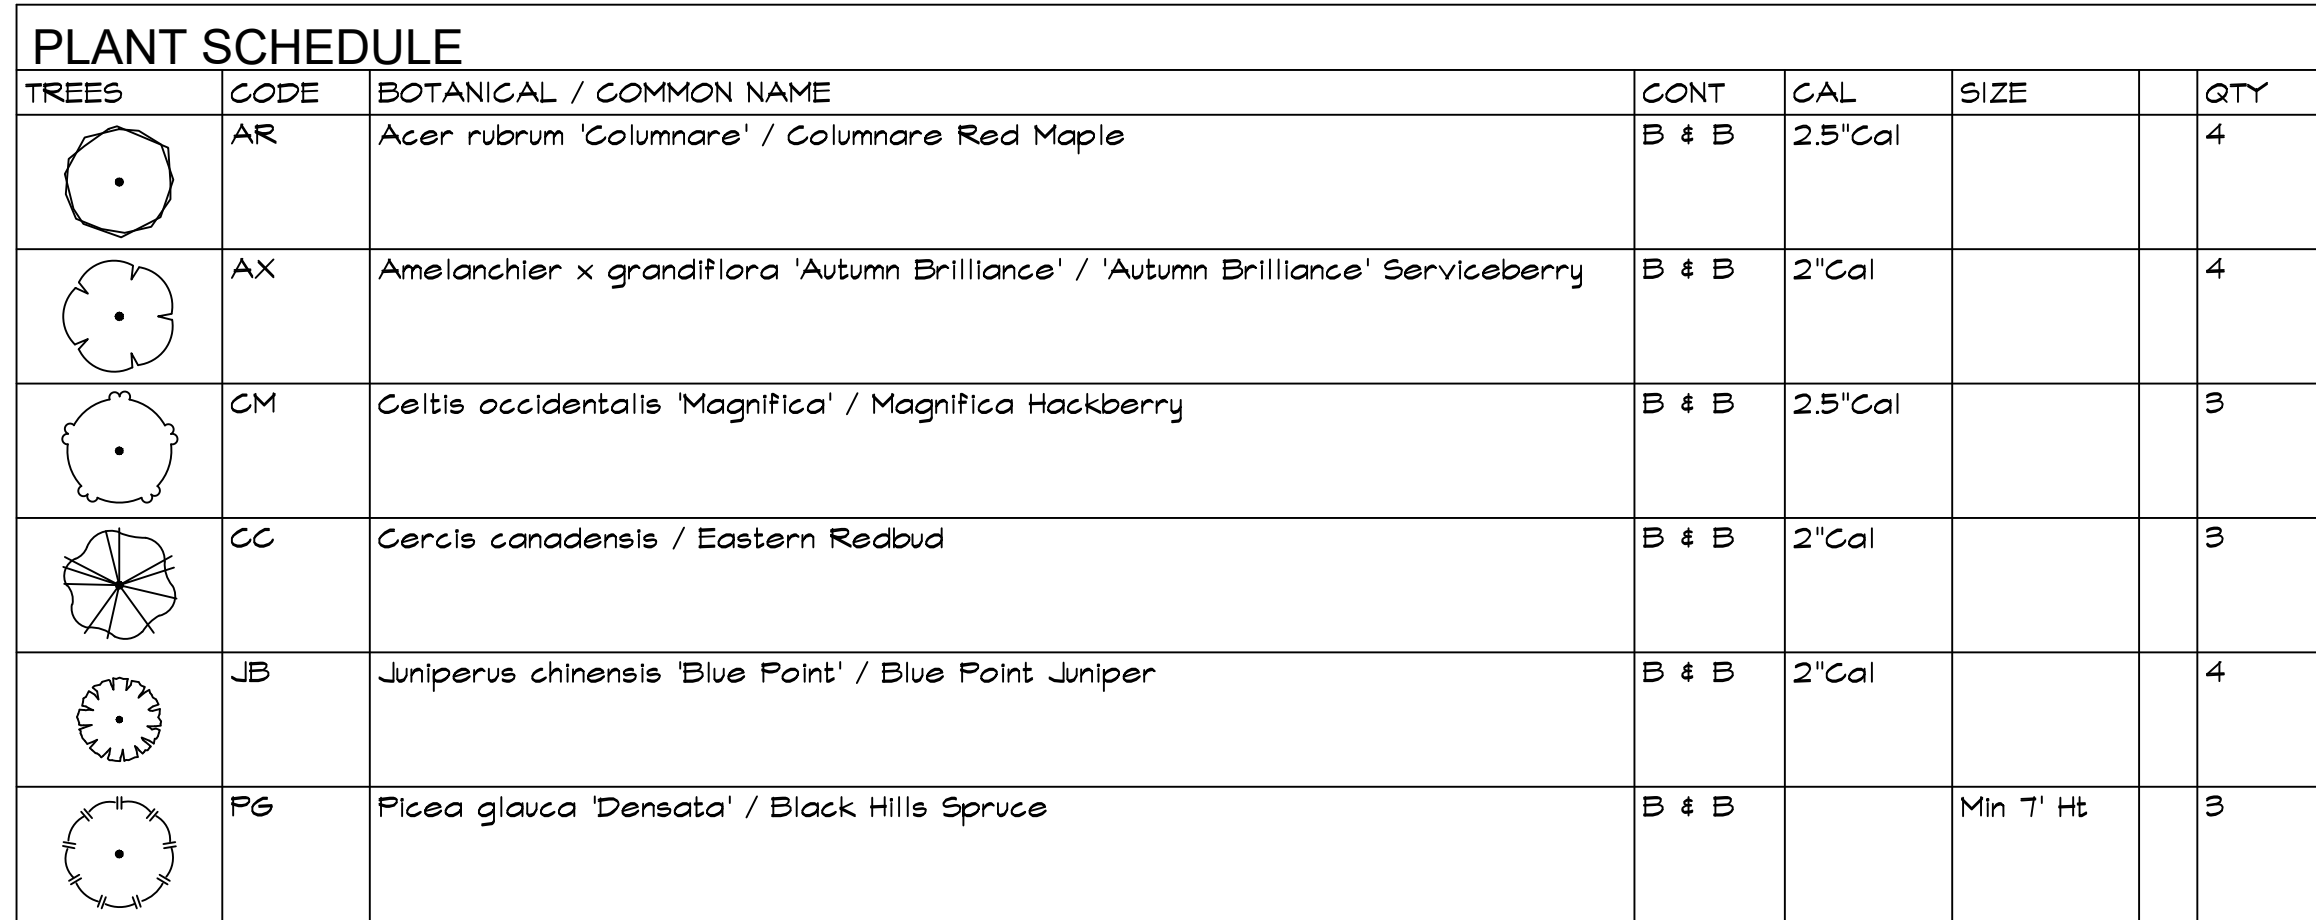 PLANT SCHEDULE
TREES CODE BOTANICAL / COMMON NAME CONT CAL SIZE QTY
AR Acer rubrum 'Columnare' / Columnare Red Maple B & B 2.5"Cal 4
AX Amelanchier x grandiflora 'Autumn Brilliance' / 'Autumn Brilliance' Serviceberry B & B 2"Cal 4
CM Celtis occidentalis 'Magnifica' / Magnifica Hackberry B & B 2.5"Cal 3
CC Cercis canadensis / Eastern Redbud B & B 2"Cal 3
JB Juniperus chinensis 'Blue Point' / Blue Point Juniper B & B 2"Cal 4
PG Picea glauca 'Densata' / Black Hills Spruce B & B Min 7' Ht 3